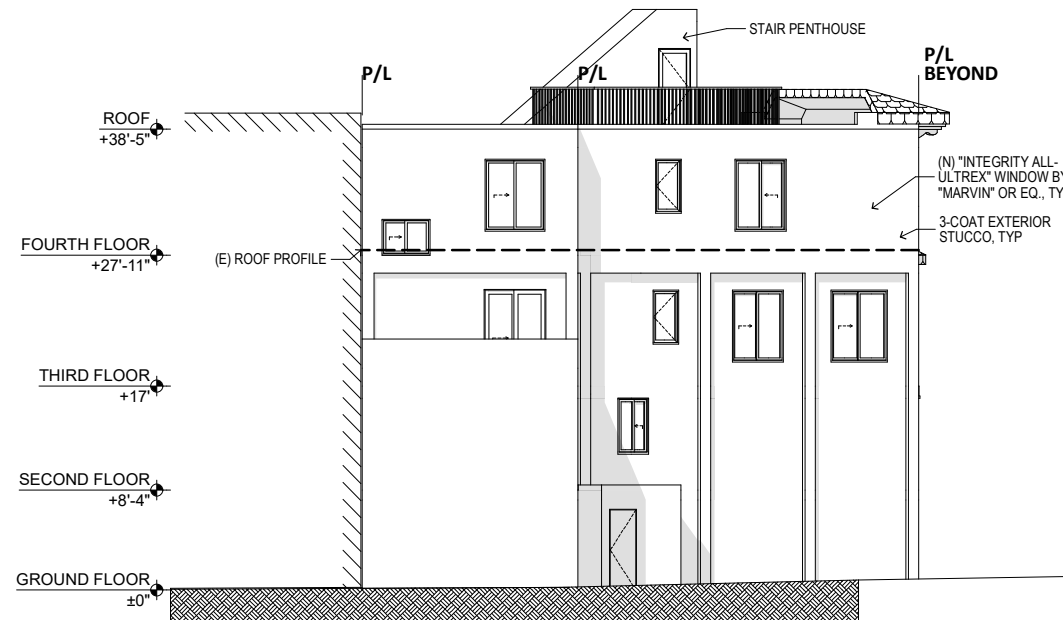 STAIR PENTHOUSE
P/L
P/L
P/L
BEYOND
ROOF
+38'-5"
(N) "INTEGRITY ALL-
ULTREX" WINDOW BY
"MARVIN" OR EQ., TY
3-COAT EXTERIOR
STUCCO, TYP
FOURTH FLOOR
+27'-11"
(E) ROOF PROFILE
THIRD FLOOR
+17'
SECOND FLOOR
+8'-4"
GROUND FLOOR
±0"